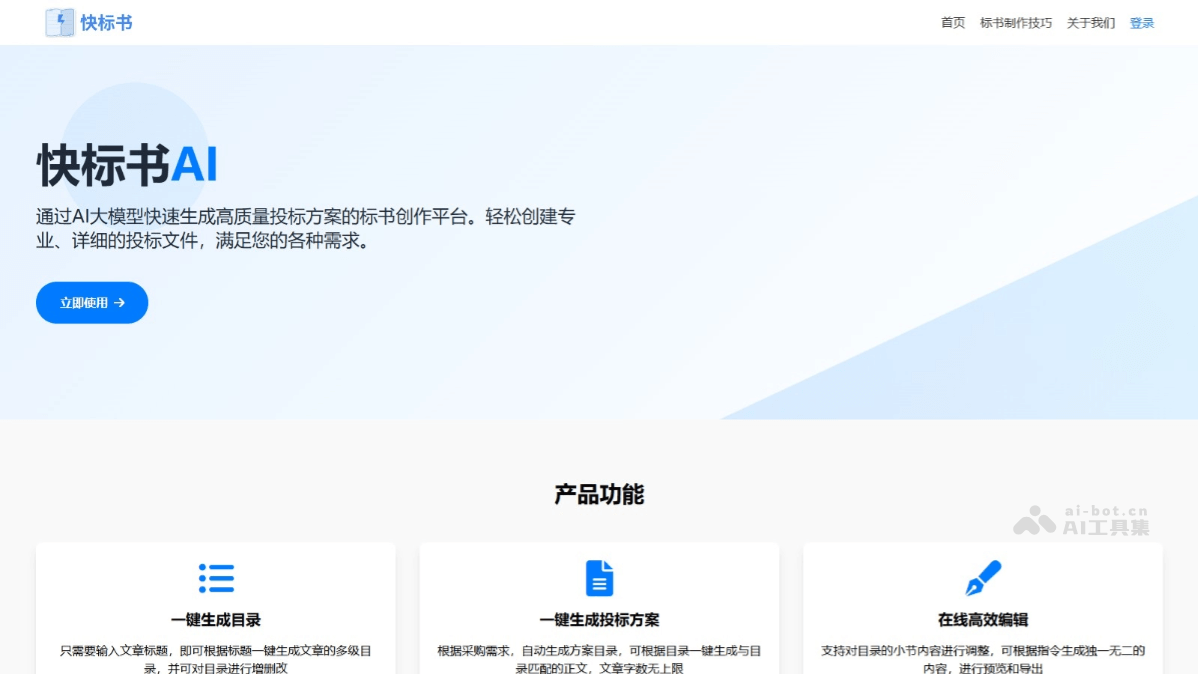 快标书
首页 标书制作技巧 关于我们 登录
快标书AI
通过AI大模型快速生成高质量投标方案的标书创作平台。轻松创建专
业、详细的投标文件，满足您的各种需求。
立即使用 →
产品功能
ai-bot.cn
AI工具集
一键生成目录
只需要输入文章标题，即可根据标题一键生成文章的多级目
录，并可对目录进行增删改
一键生成投标方案
根据采购需求，自动生成方案目录，可根据目录一键生成与目
录匹配的正文，文章字数无上限
在线高效编辑
支持对目录的小节内容进行调整，可根据指令生成独一无二的
内容，进行预览和导出